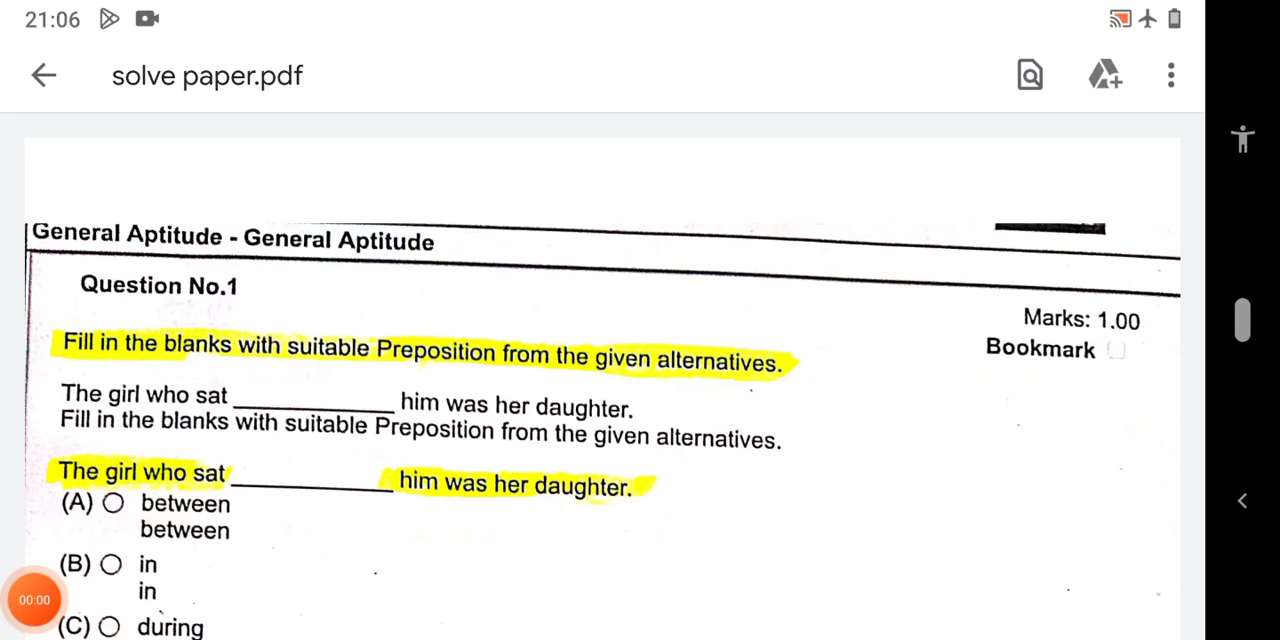 21:06
solve paper.pdf
General Aptitude - General Aptitude
Question No.1
Marks: 1.00
Bookmark
Fill in the blanks with suitable Preposition from the given alternatives.
The girl who sat ____________ him was her daughter.
Fill in the blanks with suitable Preposition from the given alternatives.
The girl who sat ____________ him was her daughter.
(A) between
between
(B) in
in
(C) during
00:00